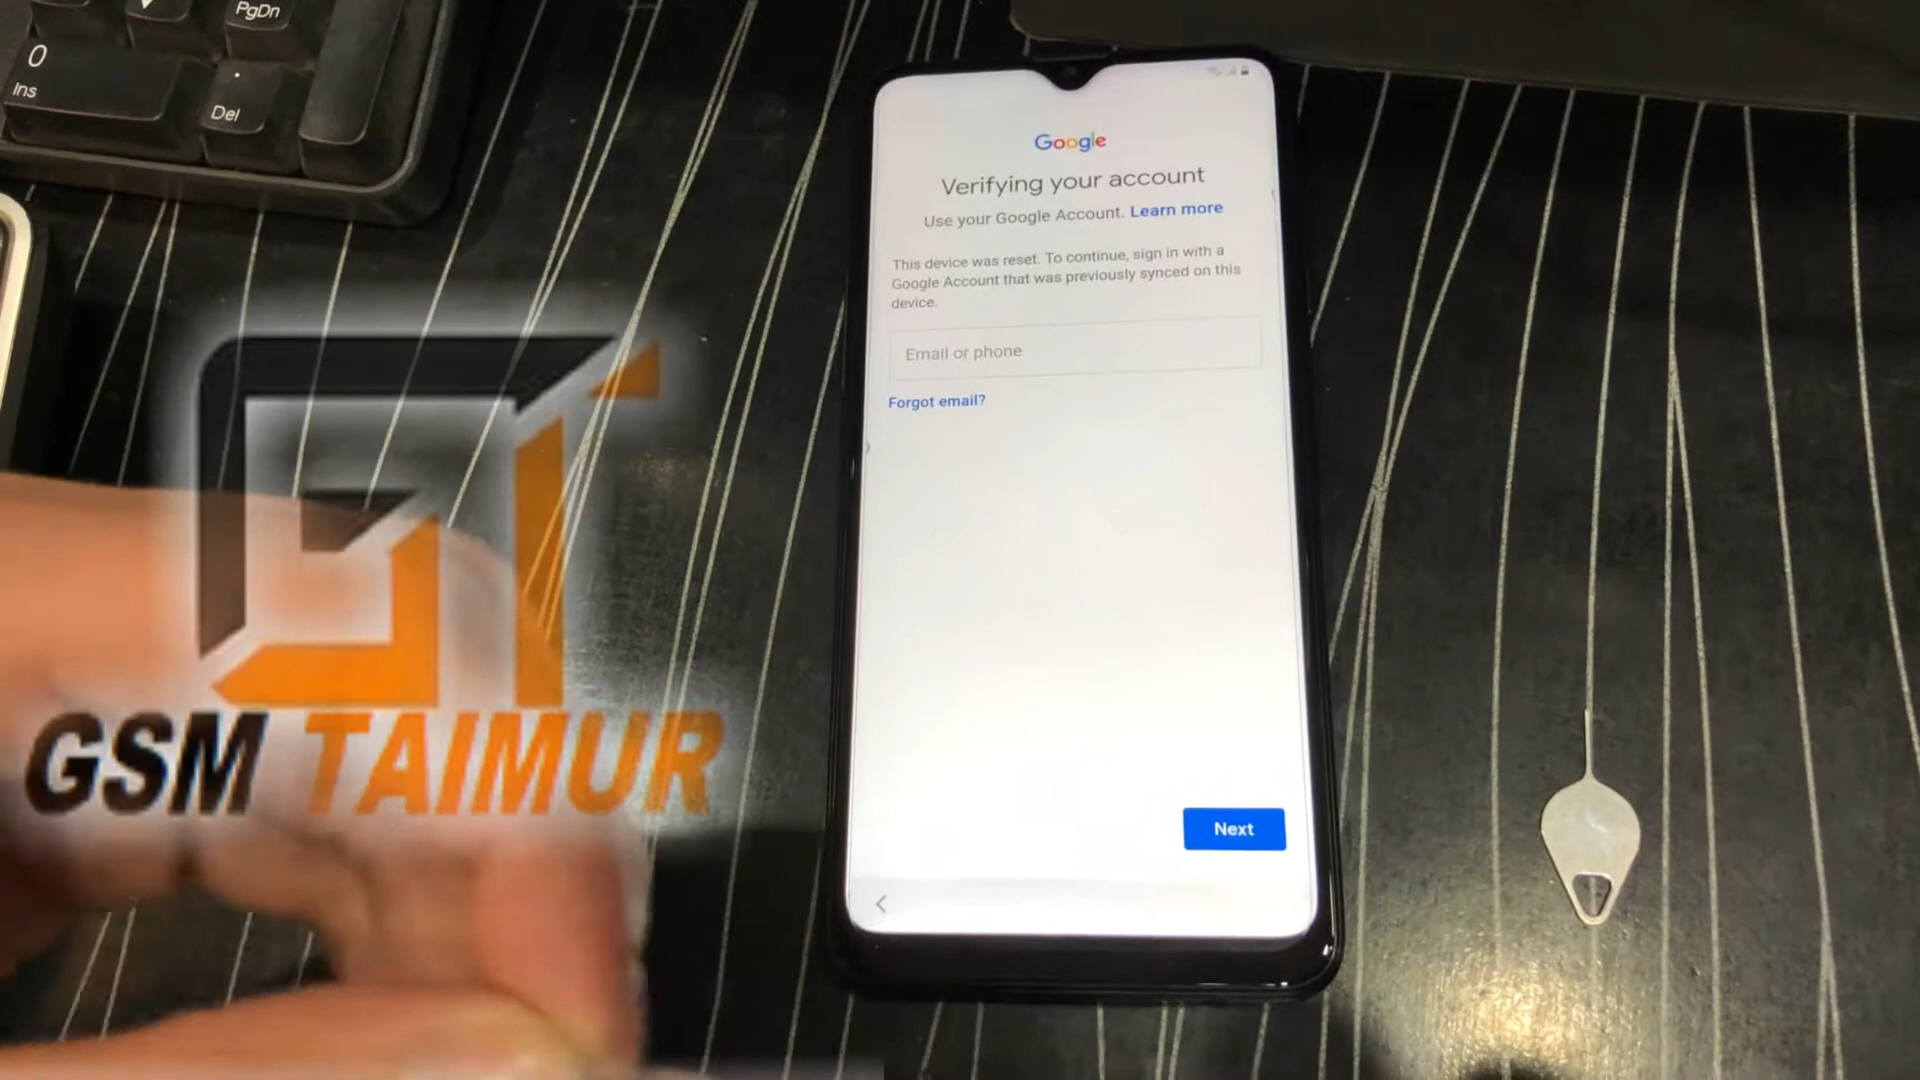 PgDn
0
Ins
.
Del
Google
Verifying your account
Use your Google Account. Learn more
This device was reset. To continue, sign in with a
Google Account that was previously synced on this
device.
Email or phone
Forgot email?
Next
GSM TAIMUR